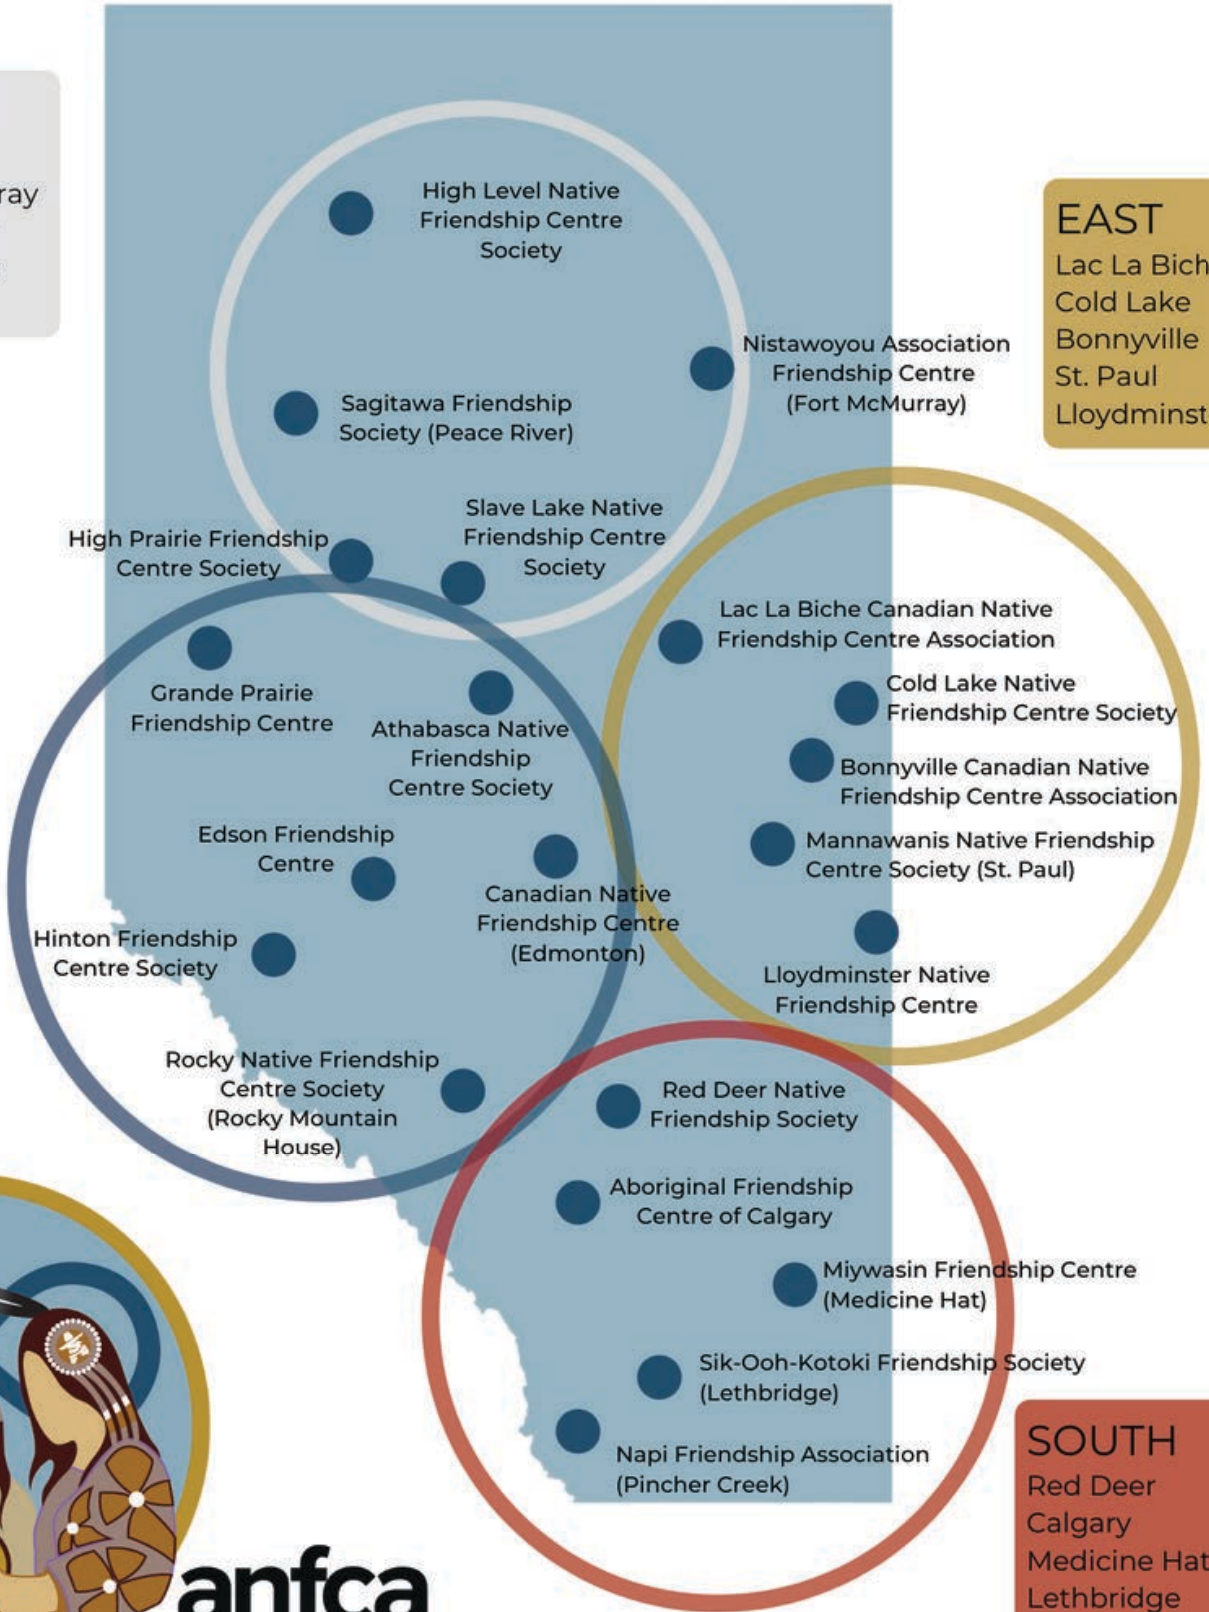 ray
High Level Native
Friendship Centre
Society
EAST
Lac La Bich
Cold Lake
Bonnyville
St. Paul
Lloydminst
Nistawoyou Association
Friendship Centre
(Fort McMurray)
Sagitawa Friendship
Society (Peace River)
Slave Lake Native
Friendship Centre
Society
High Prairie Friendship
Centre Society
Lac La Biche Canadian Native
Friendship Centre Association
Grande Prairie
Friendship Centre
Cold Lake Native
Friendship Centre Society
Athabasca Native
Friendship
Centre Society
Bonnyville Canadian Native
Friendship Centre Association
Edson Friendship
Centre
Mannawanis Native Friendship
Centre Society (St. Paul)
Canadian Native
Friendship Centre
(Edmonton)
Hinton Friendship
Centre Society
Lloydminster Native
Friendship Centre
Rocky Native Friendship
Centre Society
(Rocky Mountain
House)
Red Deer Native
Friendship Society
Aboriginal Friendship
Centre of Calgary
Miywasin Friendship Centre
(Medicine Hat)
Sik-Ooh-Kotoki Friendship Society
(Lethbridge)
Napi Friendship Association
(Pincher Creek)
SOUTH
Red Deer
Calgary
Medicine Hat
Lethbridge
anfca